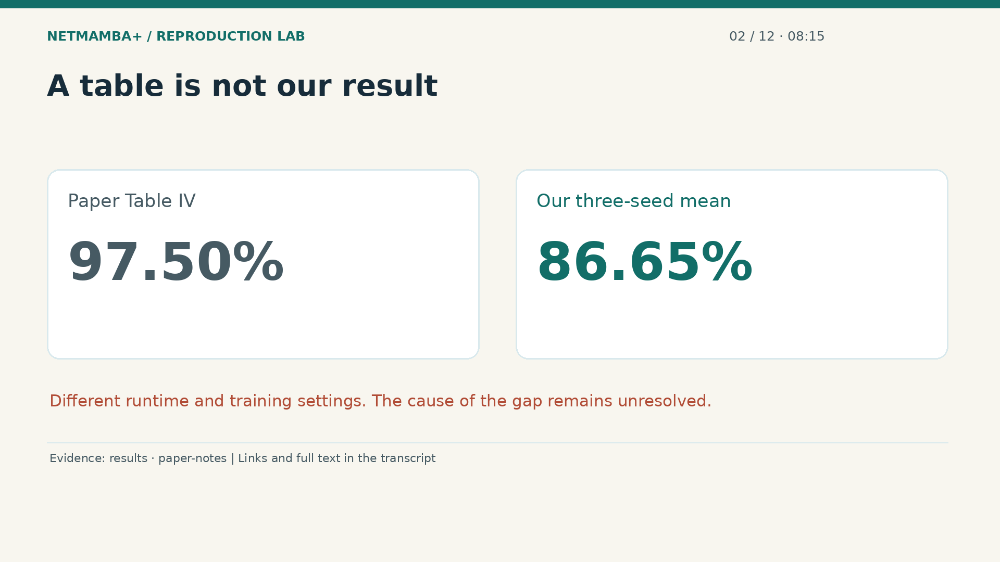 NETMAMBA+ / REPRODUCTION LAB
02 / 12 · 08:15
A table is not our result
Paper Table IV
97.50%
Our three-seed mean
86.65%
Different runtime and training settings. The cause of the gap remains unresolved.
Evidence: results · paper-notes | Links and full text in the transcript